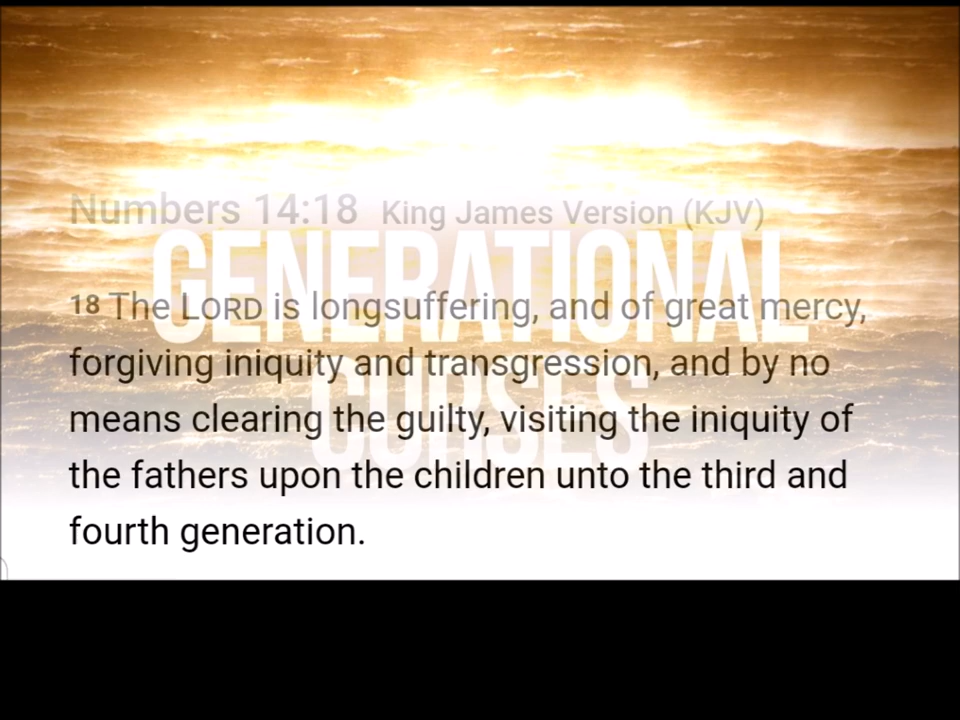 Numbers 14:18 King James Version (KJV)
GENERATIONAL
18 The LORD is longsuffering, and of great mercy,
forgiving iniquity and transgression, and by no
CURSES
means clearing the guilty, visiting the iniquity of
the fathers upon the children unto the third and
fourth generation.